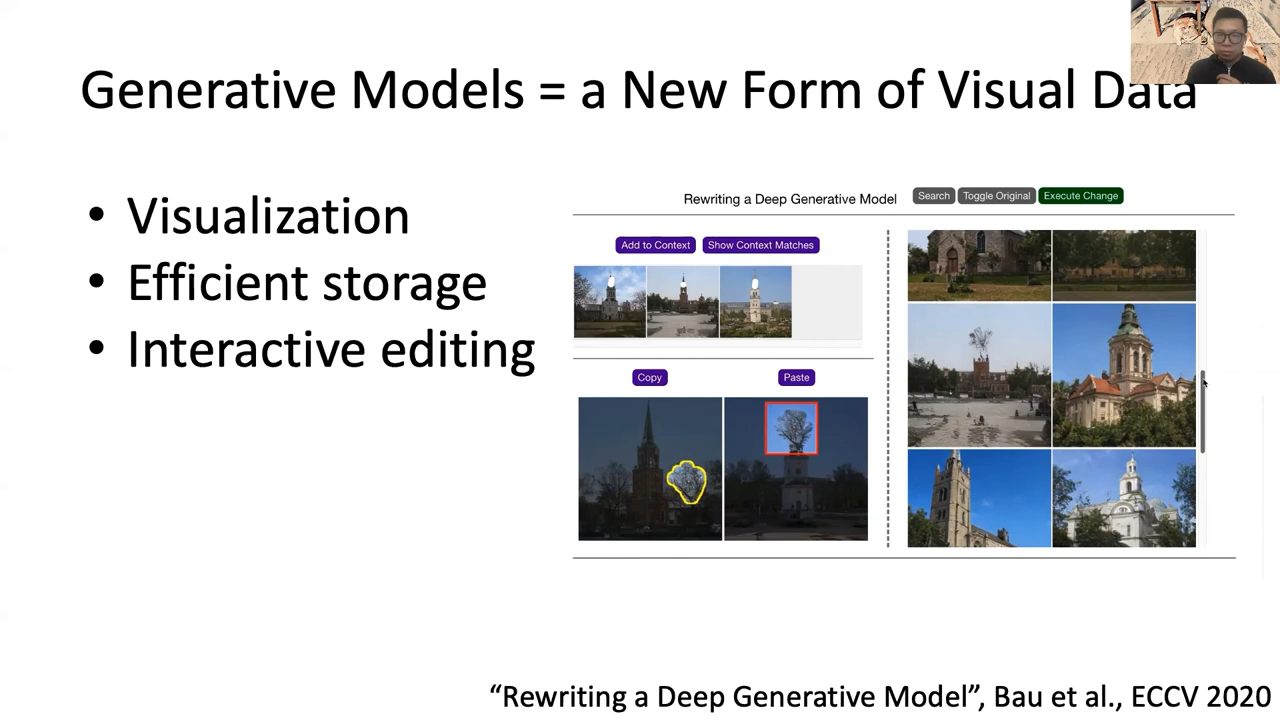 Generative Models = a New Form of Visual Data
• Visualization
• Efficient storage
• Interactive editing
Rewriting a Deep Generative Model
Search
Toggle Original
Execute Change
Add to Context
Show Context Matches
Copy
Paste
“Rewriting a Deep Generative Model”, Bau et al., ECCV 2020